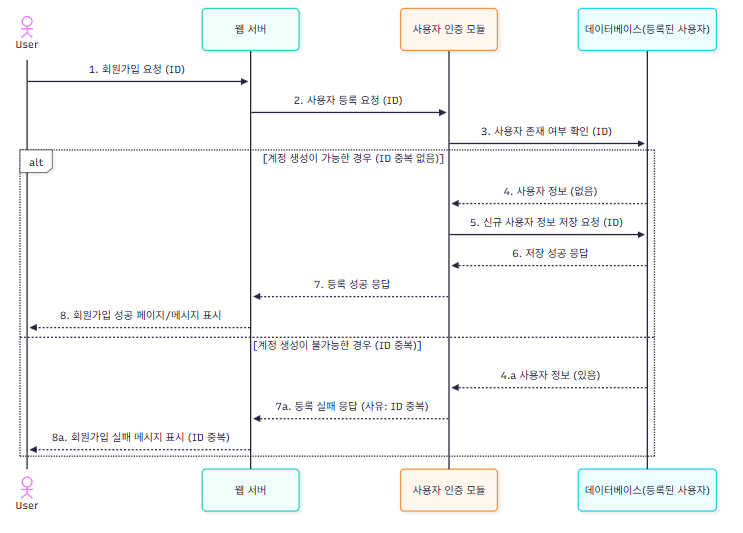 User
웹 서버
사용자 인증 모듈
데이터베이스(등록된 사용자)
1. 회원가입 요청 (ID)
2. 사용자 등록 요청 (ID)
3. 사용자 존재 여부 확인 (ID)
alt
[계정 생성이 가능한 경우 (ID 중복 없음)]
4. 사용자 정보 (없음)
5. 신규 사용자 정보 저장 요청 (ID)
6. 저장 성공 응답
7. 등록 성공 응답
8. 회원가입 성공 페이지/메시지 표시
[계정 생성이 불가능한 경우 (ID 중복)]
4.a 사용자 정보 (있음)
7a. 등록 실패 응답 (사유: ID 중복)
8a. 회원가입 실패 메시지 표시 (ID 중복)
User
웹 서버
사용자 인증 모듈
데이터베이스(등록된 사용자)